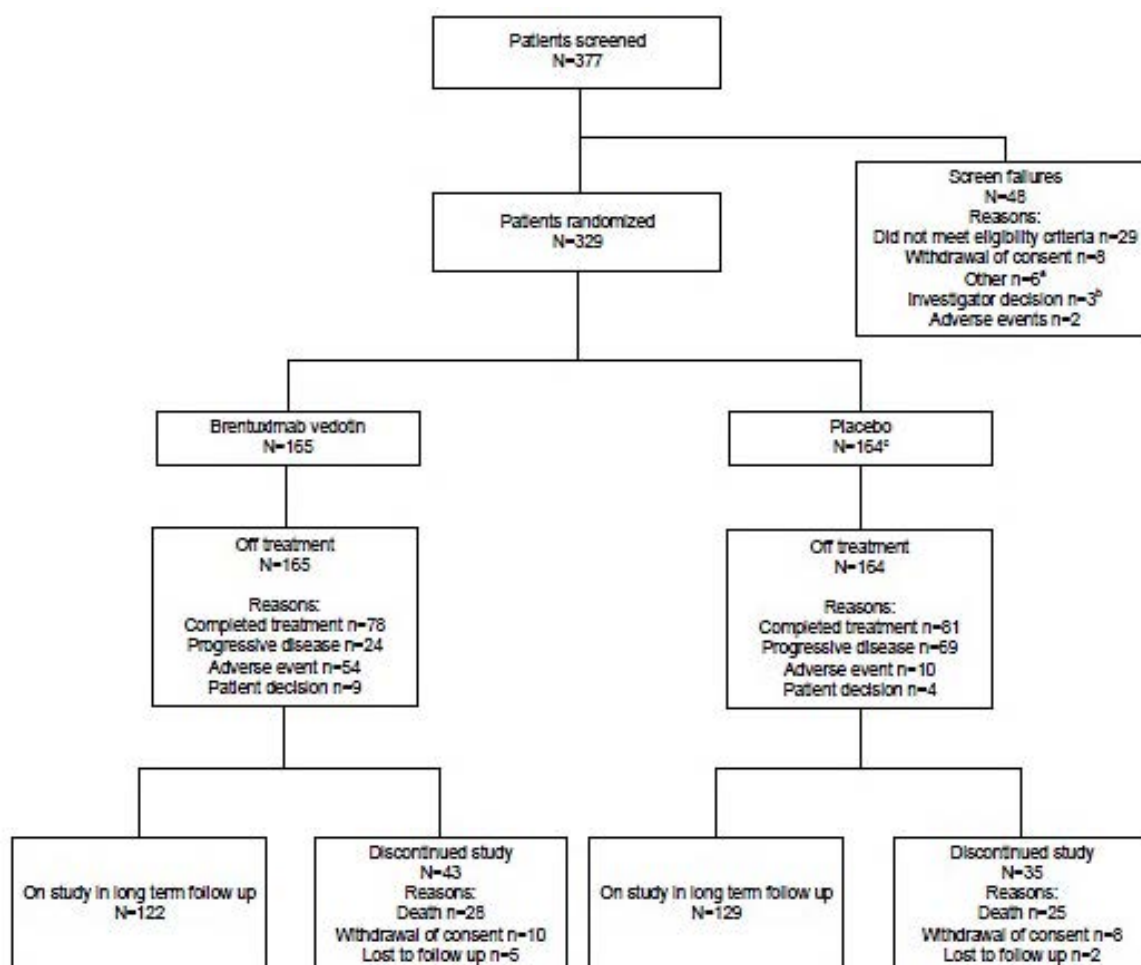 Patients screened
N=377
Screen failures
N=48
Reasons:
Did not meet eligibility criteria n=29
Withdrawal of consent n=8
Other n=6ª
Investigator decision n=3ᵇ
Adverse events n=2
Patients randomized
N=329
Brentuximab vedotin
N=165
Placebo
N=164ᶜ
Off treatment
N=165
Reasons:
Completed treatment n=78
Progressive disease n=24
Adverse event n=54
Patient decision n=9
Off treatment
N=164
Reasons:
Completed treatment n=81
Progressive disease n=69
Adverse event n=10
Patient decision n=4
On study in long term follow up
N=122
Discontinued study
N=43
Reasons:
Death n=28
Withdrawal of consent n=10
Lost to follow up n=5
On study in long term follow up
N=129
Discontinued study
N=35
Reasons:
Death n=25
Withdrawal of consent n=8
Lost to follow up n=2